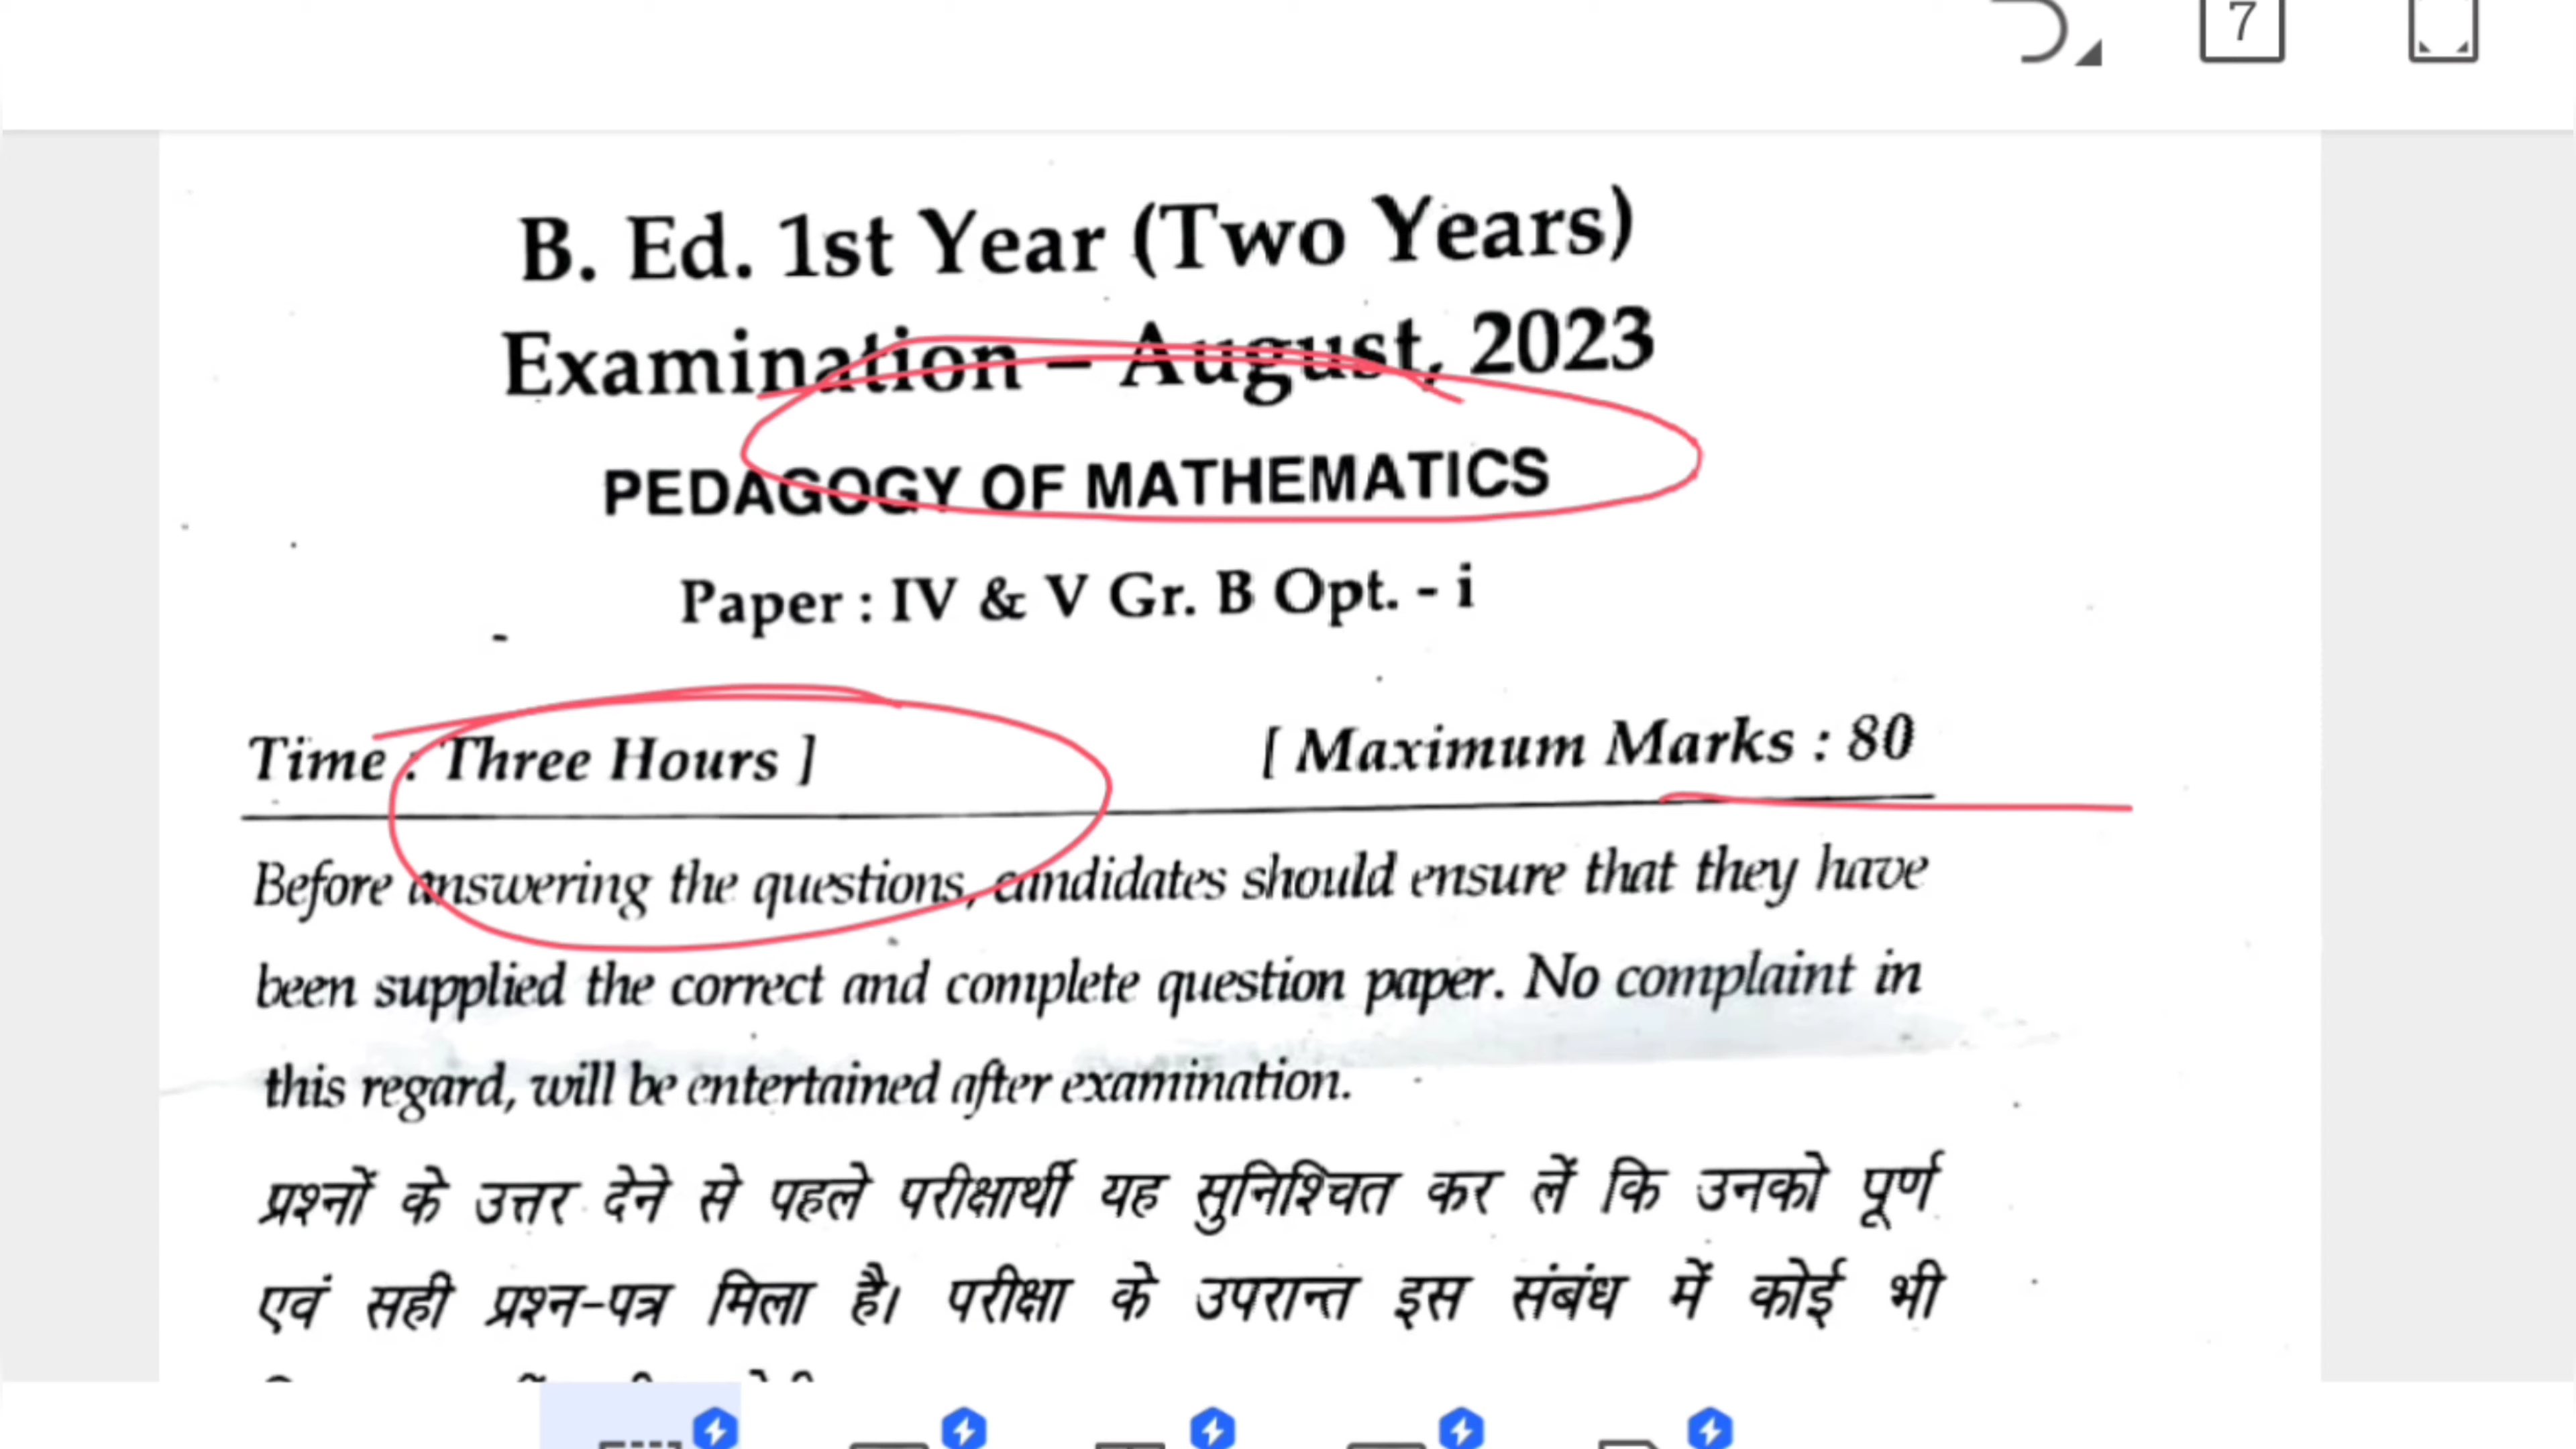 7
B. Ed. 1st Year (Two Years)
Examination – August, 2023
PEDAGOGY OF MATHEMATICS
Paper : IV & V Gr. B Opt. - i
Time : Three Hours ] [ Maximum Marks : 80
Before answering the questions, candidates should ensure that they have
been supplied the correct and complete question paper. No complaint in
this regard, will be entertained after examination.
प्रश्नों के उत्तर देने से पहले परीक्षार्थी यह सुनिश्चित कर लें कि उनको पूर्ण
एवं सही प्रश्न-पत्र मिला है। परीक्षा के उपरान्त इस संबंध में कोई भी